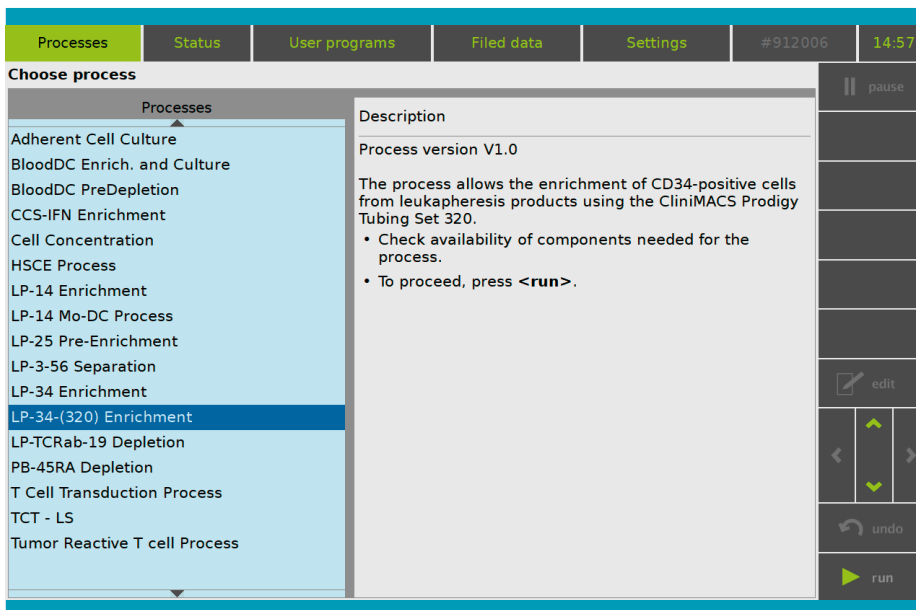 Processes Status User programs Filed data Settings #912006 14:57
Choose process
pause
Processes
Adherent Cell Culture
BloodDC Enrich. and Culture
BloodDC PreDepletion
CCS-IFN Enrichment
Cell Concentration
HSCE Process
LP-14 Enrichment
LP-14 Mo-DC Process
LP-25 Pre-Enrichment
LP-3-56 Separation
LP-34 Enrichment
LP-34-(320) Enrichment
LP-TCRab-19 Depletion
PB-45RA Depletion
T Cell Transduction Process
TCT - LS
Tumor Reactive T cell Process
Description
Process version V1.0
The process allows the enrichment of CD34-positive cells
from leukapheresis products using the CliniMACS Prodigy
Tubing Set 320.
• Check availability of components needed for the
process.
• To proceed, press <run>.
edit
undo
run